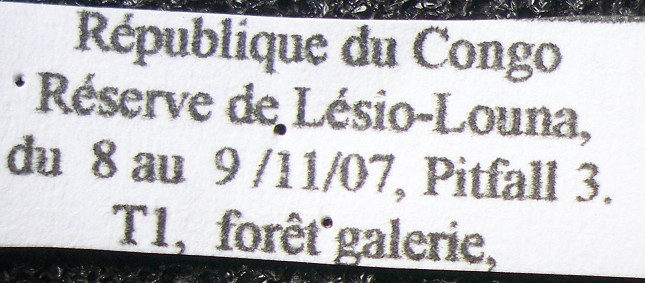 République du Congo
Réserve de Lésio-Louna,
du 8 au 9 /11/07, Pitfall 3.
T1, forêt galerie,